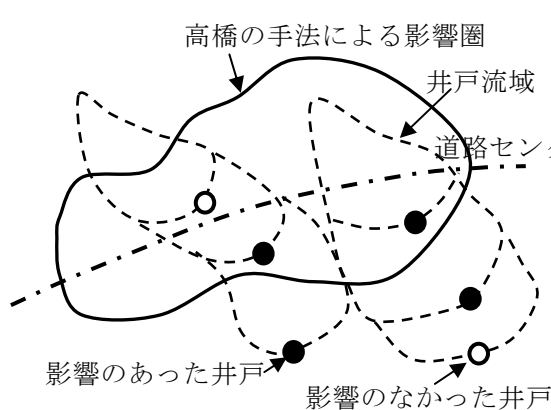 高橋の手法による影響圏
井戸流域
道路センタ
影響のあった井戸
影響のなかった井戸